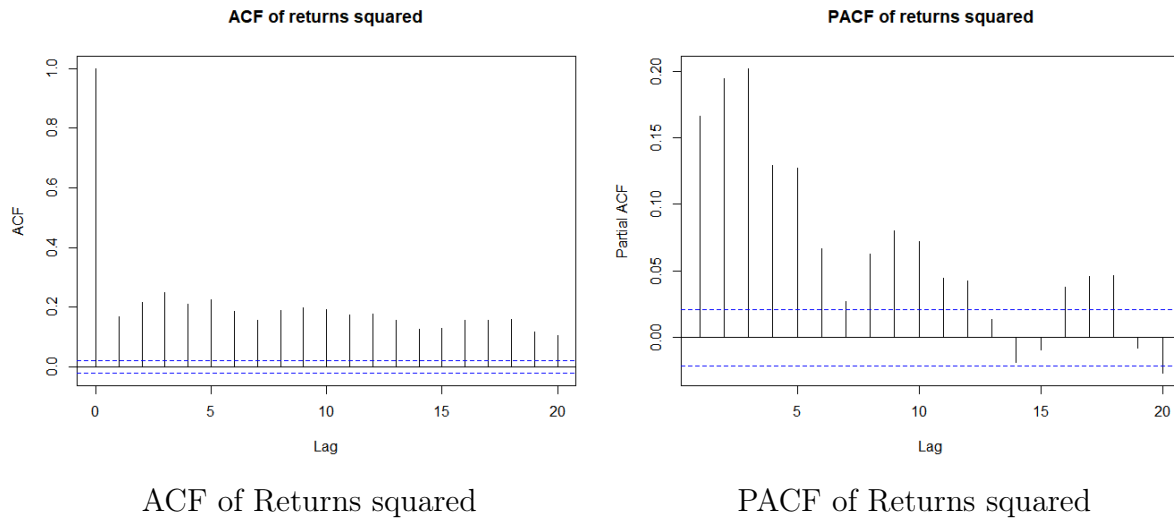 ACF of returns squared
ACF
1.0
0.8
0.6
0.4
0.2
0.0
0 5 10 15 20
Lag
ACF of Returns squared
PACF of returns squared
Partial ACF
0.20
0.15
0.10
0.05
0.00
5 10 15 20
Lag
PACF of Returns squared